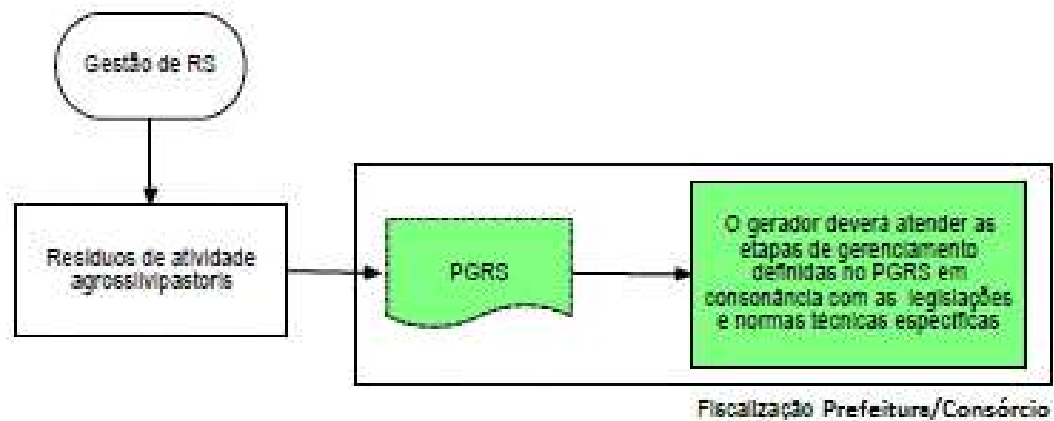 Gestão de RS
Resíduos de atividade
agrossilvipastoris
PGRS
O gerador deverá atender as
etapas de gerenciamento
definidas no PGRS em
consonância com as legislações
e normas técnicas específicas
Fiscalização Prefeitura/Consórcio